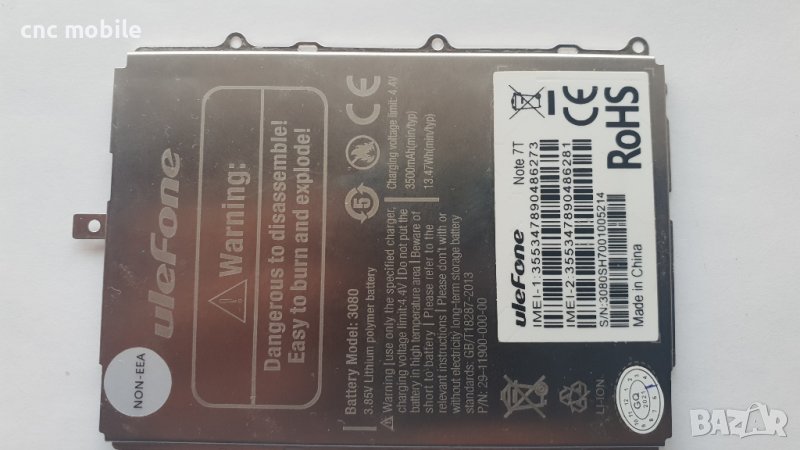 cnc mobile
uleFone
Warning:
Dangerous to disassemble!
Easy to burn and explode!
Battery Model: 3080
3.85V Lithium polymer battery
5
CE
Charging voltage limit: 4.4V
3500mAh(min/typ)
13.47Wh(min/typ)
Warning | use only the specified charger,
charging voltage limit:4.4V | Do not put the
battery in high temperature area | Beware of
short to battery | Please refer to the
relevant instructions | Please don't
without electricity long-term storage battery
standards: GB/T18287-2013
P/N: 29-11900-000-00
LI-ION
NON-EEA
CE
RoHS
uleFone
Note 7T
IMEI-1:355347890486273
IMEI-2:355347890486281
S/N:3080SH7001005214
Made in China
2021
QA
BAZAR